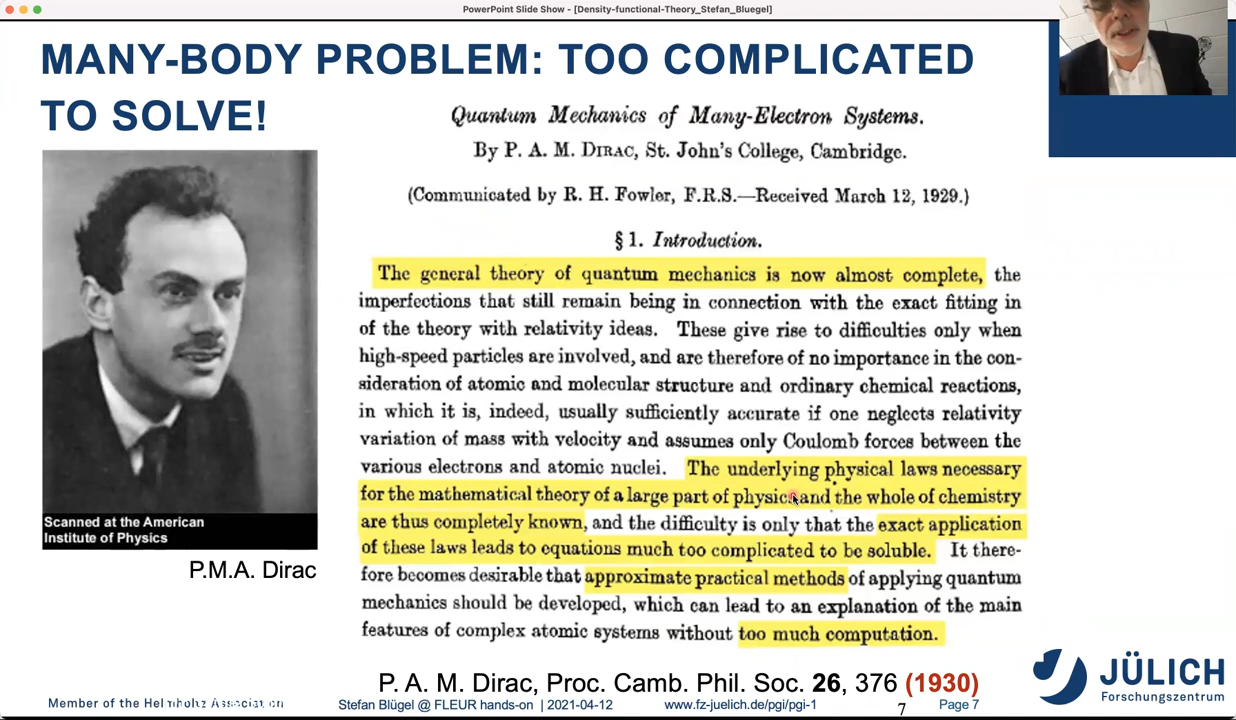 PowerPoint Slide Show - [Density-functional-Theory_Stefan_Bluegel]
MANY-BODY PROBLEM: TOO COMPLICATED
TO SOLVE!
Quantum Mechanics of Many-Electron Systems.
By P. A. M. DIRAC, St. John's College, Cambridge.
(Communicated by R. H. Fowler, F.R.S.—Received March 12, 1929.)
§ 1. Introduction.
The general theory of quantum mechanics is now almost complete, the
imperfections that still remain being in connection with the exact fitting in
of the theory with relativity ideas. These give rise to difficulties only when
high-speed particles are involved, and are therefore of no importance in the con-
sideration of atomic and molecular structure and ordinary chemical reactions,
in which it is, indeed, usually sufficiently accurate if one neglects relativity
variation of mass with velocity and assumes only Coulomb forces between the
various electrons and atomic nuclei. The underlying physical laws necessary
for the mathematical theory of a large part of physics and the whole of chemistry
are thus completely known, and the difficulty is only that the exact application
of these laws leads to equations much too complicated to be soluble. It there-
fore becomes desirable that approximate practical methods of applying quantum
mechanics should be developed, which can lead to an explanation of the main
features of complex atomic systems without too much computation.
Scanned at the American
Institute of Physics
P.M.A. Dirac
P. A. M. Dirac, Proc. Camb. Phil. Soc. 26, 376 (1930)
JÜLICH
Forschungszentrum
Member of the Helmholtz Association
Stefan Blügel @ FLEUR hands-on | 2021-04-12
www.fz-juelich.de/pgi/pgi-1
7
Page 7